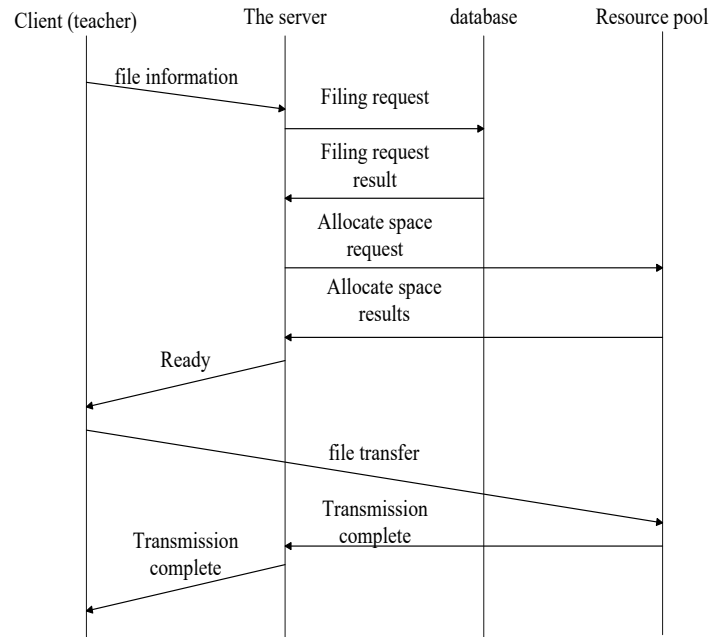 Client (teacher)
The server
database
Resource pool
file information
Filing request
Filing request
result
Allocate space
request
Allocate space
results
Ready
file transfer
Transmission
complete
Transmission
complete